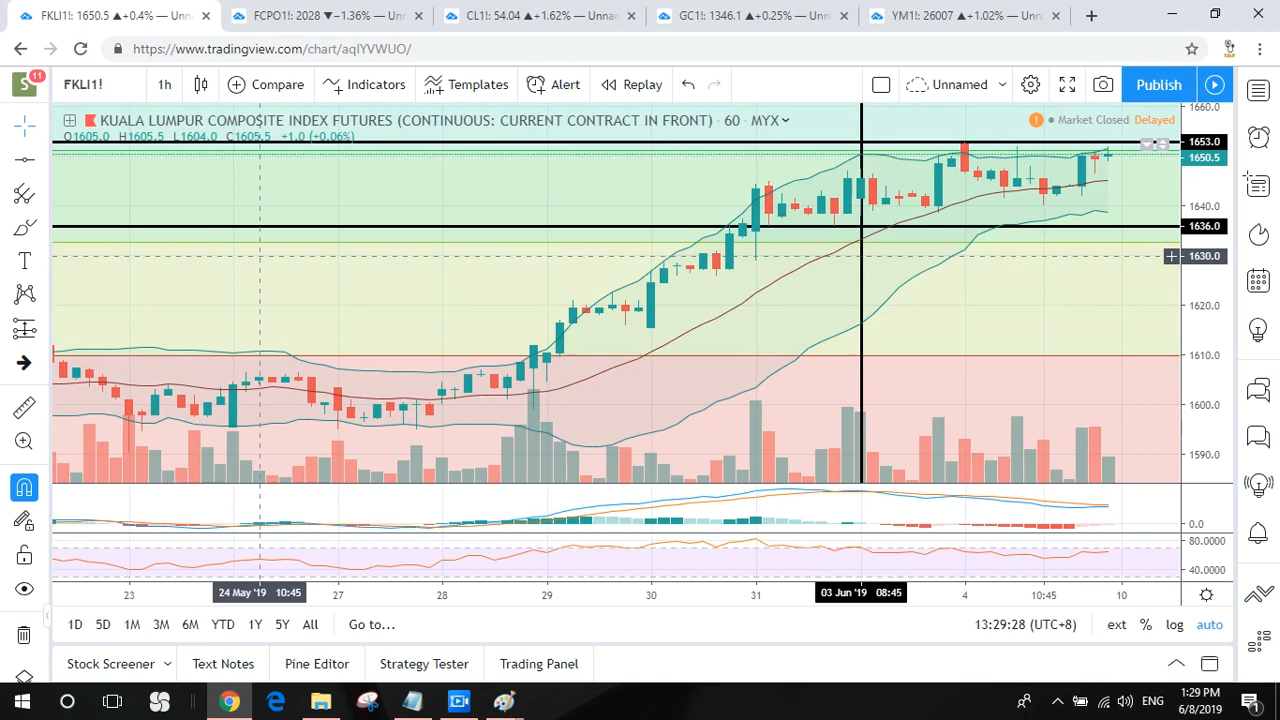 FKLI1!: 1650.5 ▲+0.4% — Unn
FCPO1!: 2028 ▼−1.36% — Unn
CL1!: 54.04 ▲+1.62% — Unnam
GC1!: 1346.1 ▲+0.25% — Unna
YM1!: 26007 ▲+1.02% — Unna
https://www.tradingview.com/chart/aqlYVWUO/
S 11
FKLI1! 1h Compare Indicators Templates Alert Replay Unnamed Publish
KUALA LUMPUR COMPOSITE INDEX FUTURES (CONTINUOUS: CURRENT CONTRACT IN FRONT) 60 MYX
Market Closed Delayed
O1605.0 H1605.5 L1604.0 C1605.5 +1.0 (+0.06%)
1660.0
1653.0
1650.5
1640.0
1636.0
1630.0
1620.0
1610.0
1600.0
1590.0
0.0
80.0000
40.0000
23 24 May '19 10:45 27 28 29 30 31 03 Jun '19 08:45 4 10:45 10
1D 5D 1M 3M 6M YTD 1Y 5Y All Go to... 13:29:28 (UTC+8) ext % log auto
Stock Screener Text Notes Pine Editor Strategy Tester Trading Panel
ENG
1:29 PM
6/8/2019
1